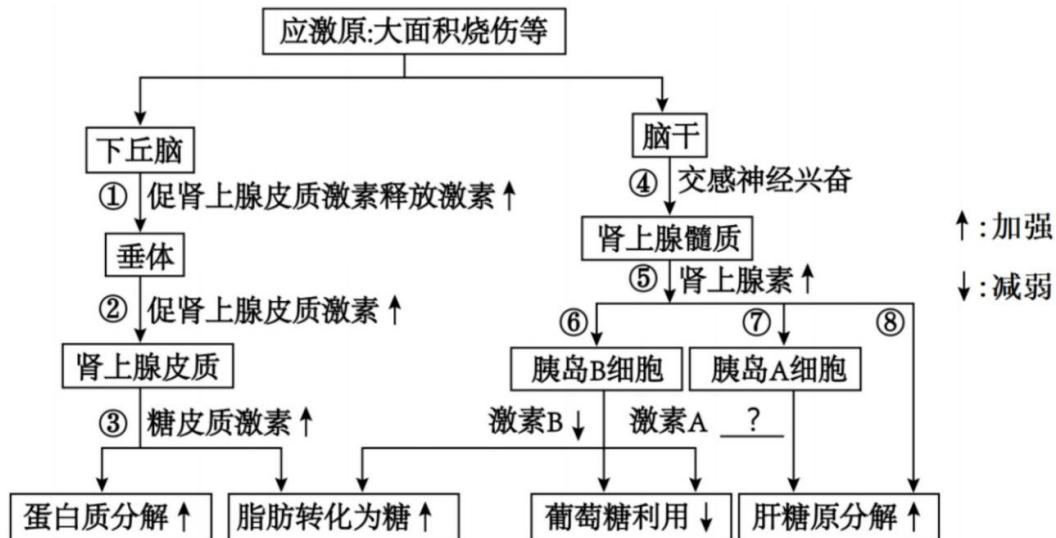 应激原:大面积烧伤等
下丘脑
脑干
① 促肾上腺皮质激素释放激素↑
④ 交感神经兴奋
垂体
肾上腺髓质
↑:加强
② 促肾上腺皮质激素↑
⑤ 肾上腺素↑
↓:减弱
⑥ ⑦ ⑧
肾上腺皮质
胰岛B细胞 胰岛A细胞
③ 糖皮质激素↑
激素B↓ 激素A ?
蛋白质分解↑ 脂肪转化为糖↑ 葡萄糖利用↓ 肝糖原分解↑